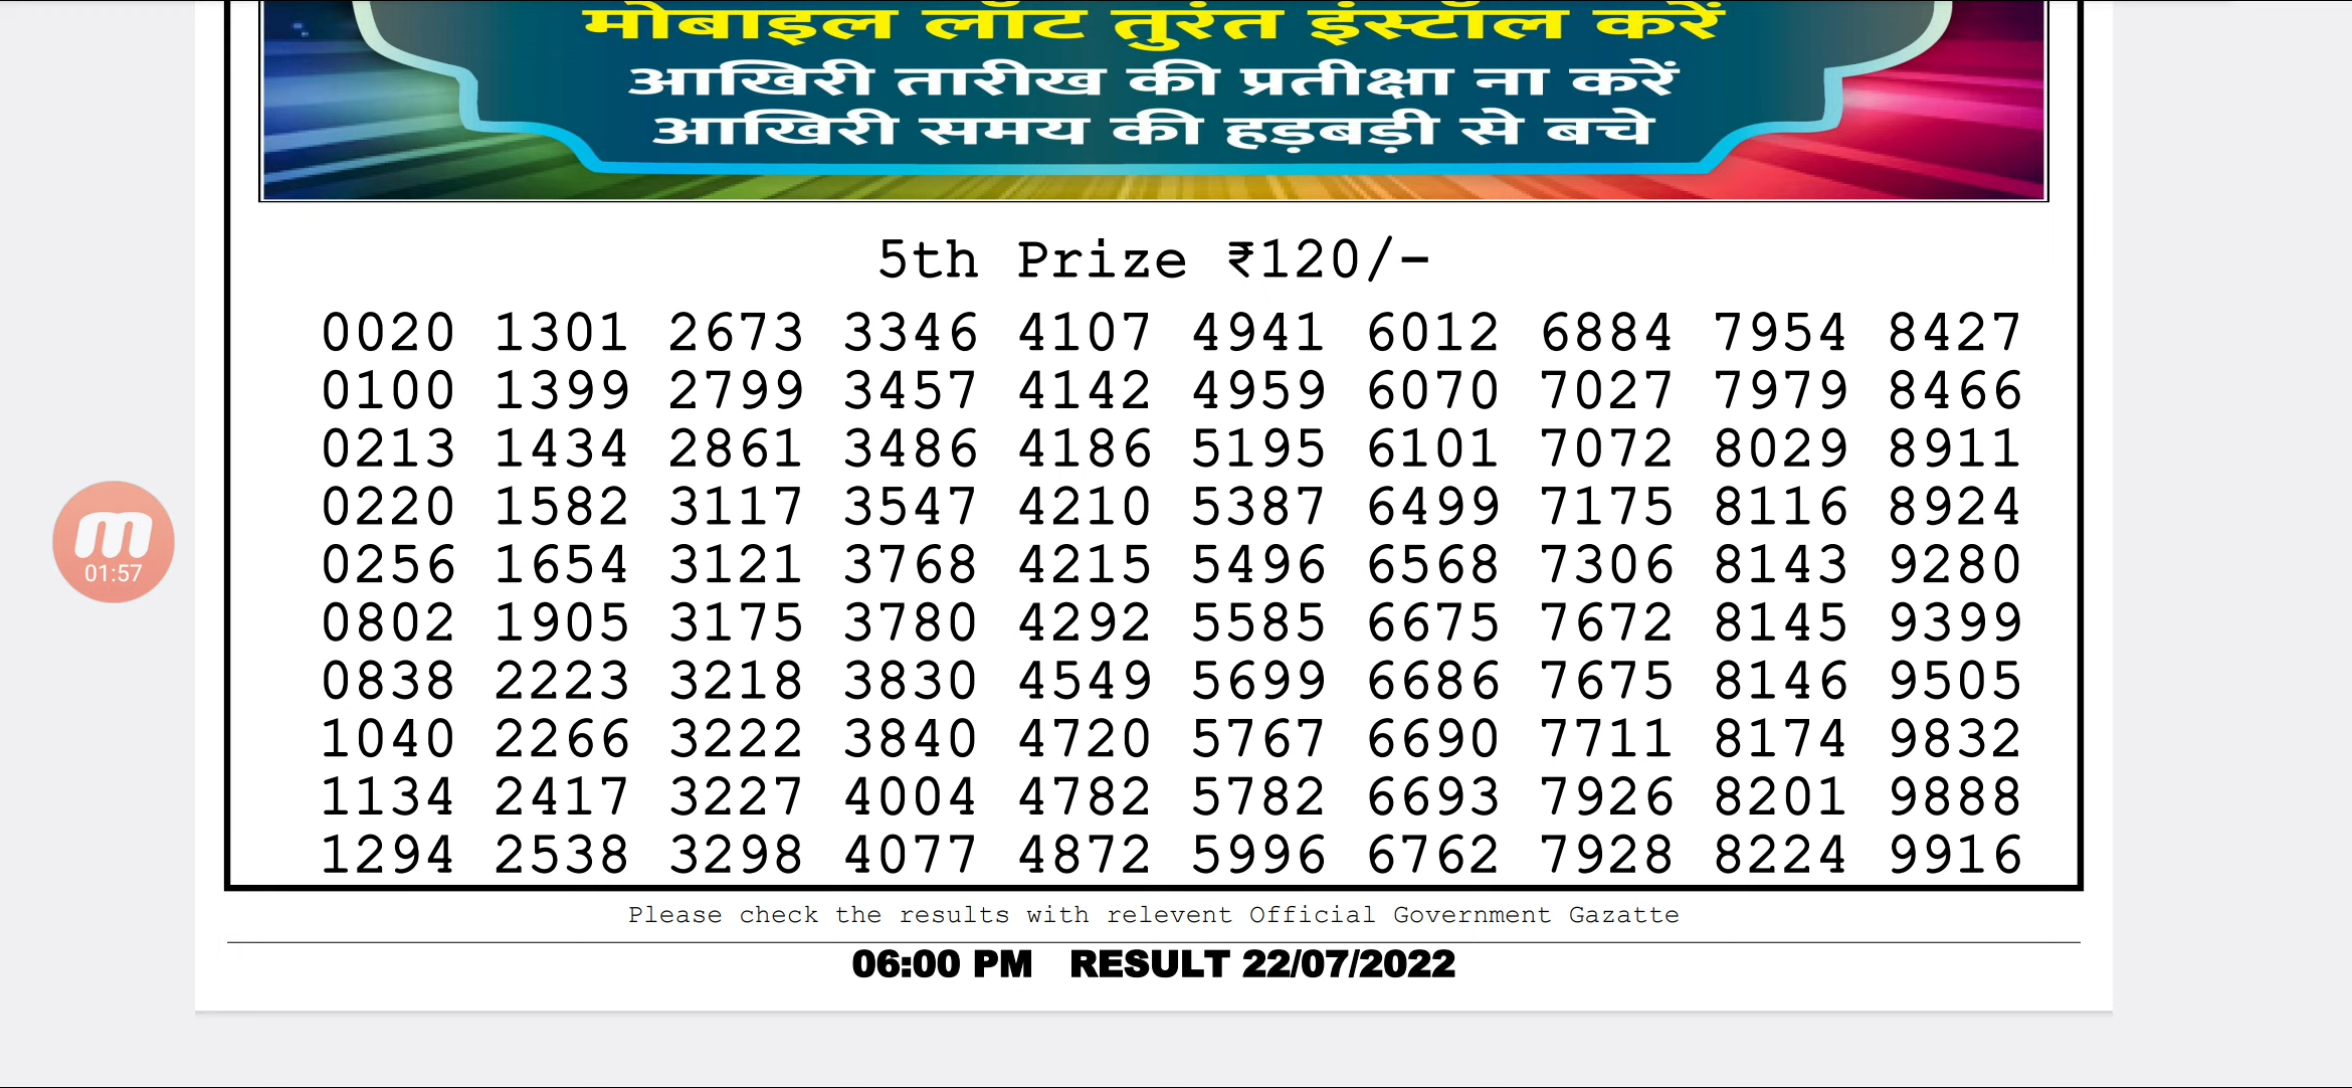 मोबाइल लॉट तुरंत इंस्टॉल करें
आखिरी तारीख की प्रतीक्षा ना करें
आखिरी समय की हड़बड़ी से बचे
5th Prize ₹120/-
0020 1301 2673 3346 4107 4941 6012 6884 7954 8427
0100 1399 2799 3457 4142 4959 6070 7027 7979 8466
0213 1434 2861 3486 4186 5195 6101 7072 8029 8911
0220 1582 3117 3547 4210 5387 6499 7175 8116 8924
0256 1654 3121 3768 4215 5496 6568 7306 8143 9280
0802 1905 3175 3780 4292 5585 6675 7672 8145 9399
0838 2223 3218 3830 4549 5699 6686 7675 8146 9505
1040 2266 3222 3840 4720 5767 6690 7711 8174 9832
1134 2417 3227 4004 4782 5782 6693 7926 8201 9888
1294 2538 3298 4077 4872 5996 6762 7928 8224 9916
01:57
Please check the results with relevent Official Government Gazatte
06:00 PM RESULT 22/07/2022